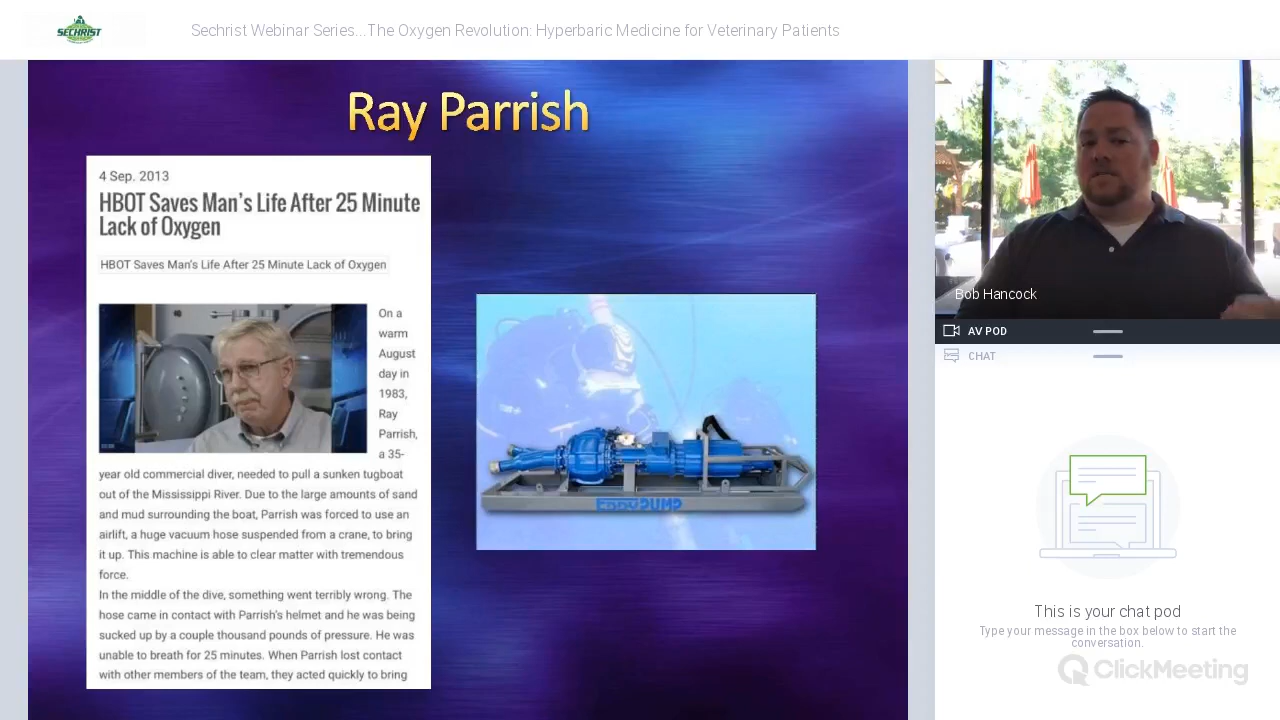 SECHRIST
Sechrist Webinar Series...The Oxygen Revolution: Hyperbaric Medicine for Veterinary Patients
Ray Parrish
4 Sep. 2013
HBOT Saves Man's Life After 25 Minute
Lack of Oxygen
HBOT Saves Man's Life After 25 Minute Lack of Oxygen
On a
warm
August
day in
1983,
Ray
Parrish,
a 35-
year old commercial diver, needed to pull a sunken tugboat
out of the Mississippi River. Due to the large amounts of sand
and mud surrounding the boat, Parrish was forced to use an
airlift, a huge vacuum hose suspended from a crane, to bring
it up. This machine is able to clear matter with tremendous
force.
In the middle of the dive, something went terribly wrong. The
hose came in contact with Parrish's helmet and he was being
sucked up by a couple thousand pounds of pressure. He was
unable to breath for 25 minutes. When Parrish lost contact
with other members of the team, they acted quickly to bring
EDDYPUMP
Bob Hancock
AV POD
CHAT
This is your chat pod
Type your message in the box below to start the
conversation.
ClickMeeting